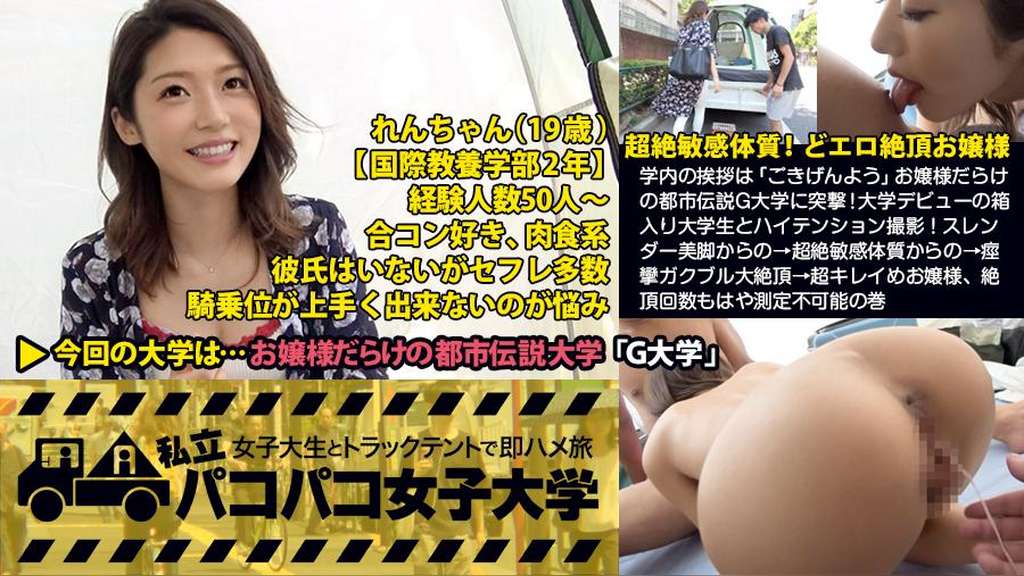 れんちゃん(19歳)
【国際教養学部2年】
経験人数50人~
合コン好き、肉食系
彼氏はいないがセフレ多数
騎乗位が上手く出来ないのが悩み
▶今回の大学は…お嬢様だらけの都市伝説大学「G大学」
超絶敏感体質!どエロ絶頂お嬢様
学内の挨拶は「ごきげんよう」お嬢様だらけ
の都市伝説G大学に突撃!大学デビューの箱
入り大学生とハイテンション撮影!スレン
ダー美脚からの→超絶敏感体質からの→痙
攣ガクブル大絶頂→超キレイめお嬢様、絶
頂回数もはや測定不可能の巻
女子大生とトラックテントで即ハメ旅
私立
パコパコ女子大学